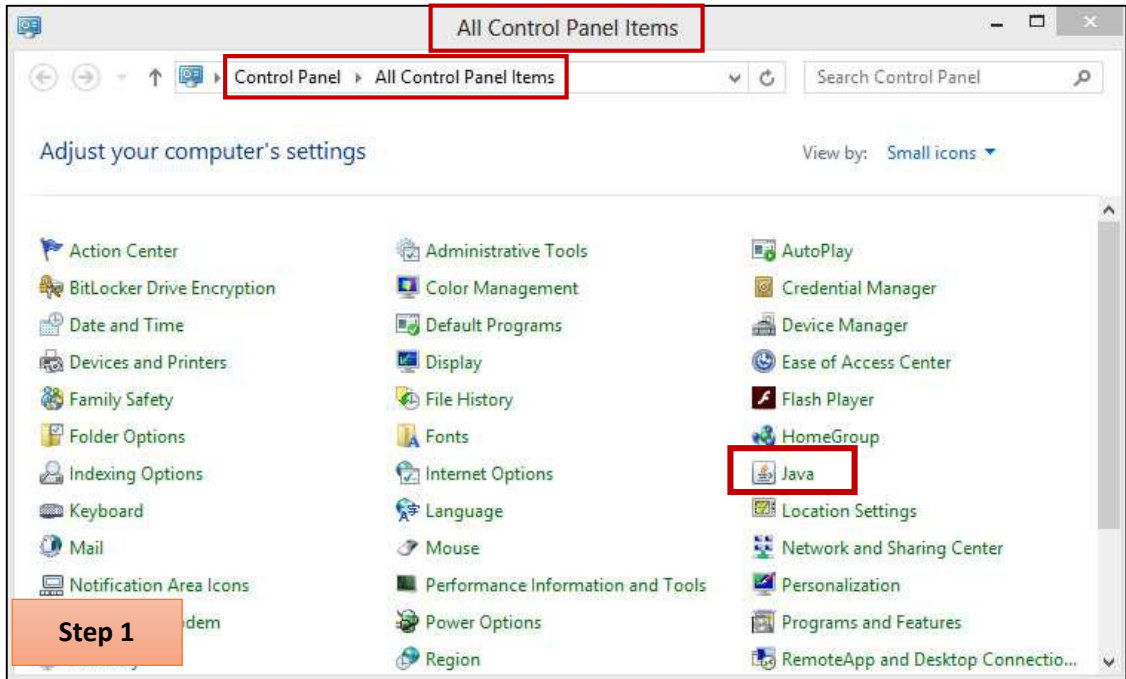 All Control Panel Items
Control Panel All Control Panel Items
Search Control Panel
Adjust your computer's settings
View by: Small icons
Action Center
Administrative Tools
AutoPlay
BitLocker Drive Encryption
Color Management
Credential Manager
Date and Time
Default Programs
Device Manager
Devices and Printers
Display
Ease of Access Center
Family Safety
File History
Flash Player
Folder Options
Fonts
HomeGroup
Indexing Options
Internet Options
Java
Keyboard
Language
Location Settings
Mail
Mouse
Network and Sharing Center
Notification Area Icons
Performance Information and Tools
Personalization
Step 1
Power Options
Programs and Features
Region
RemoteApp and Desktop Connectio...